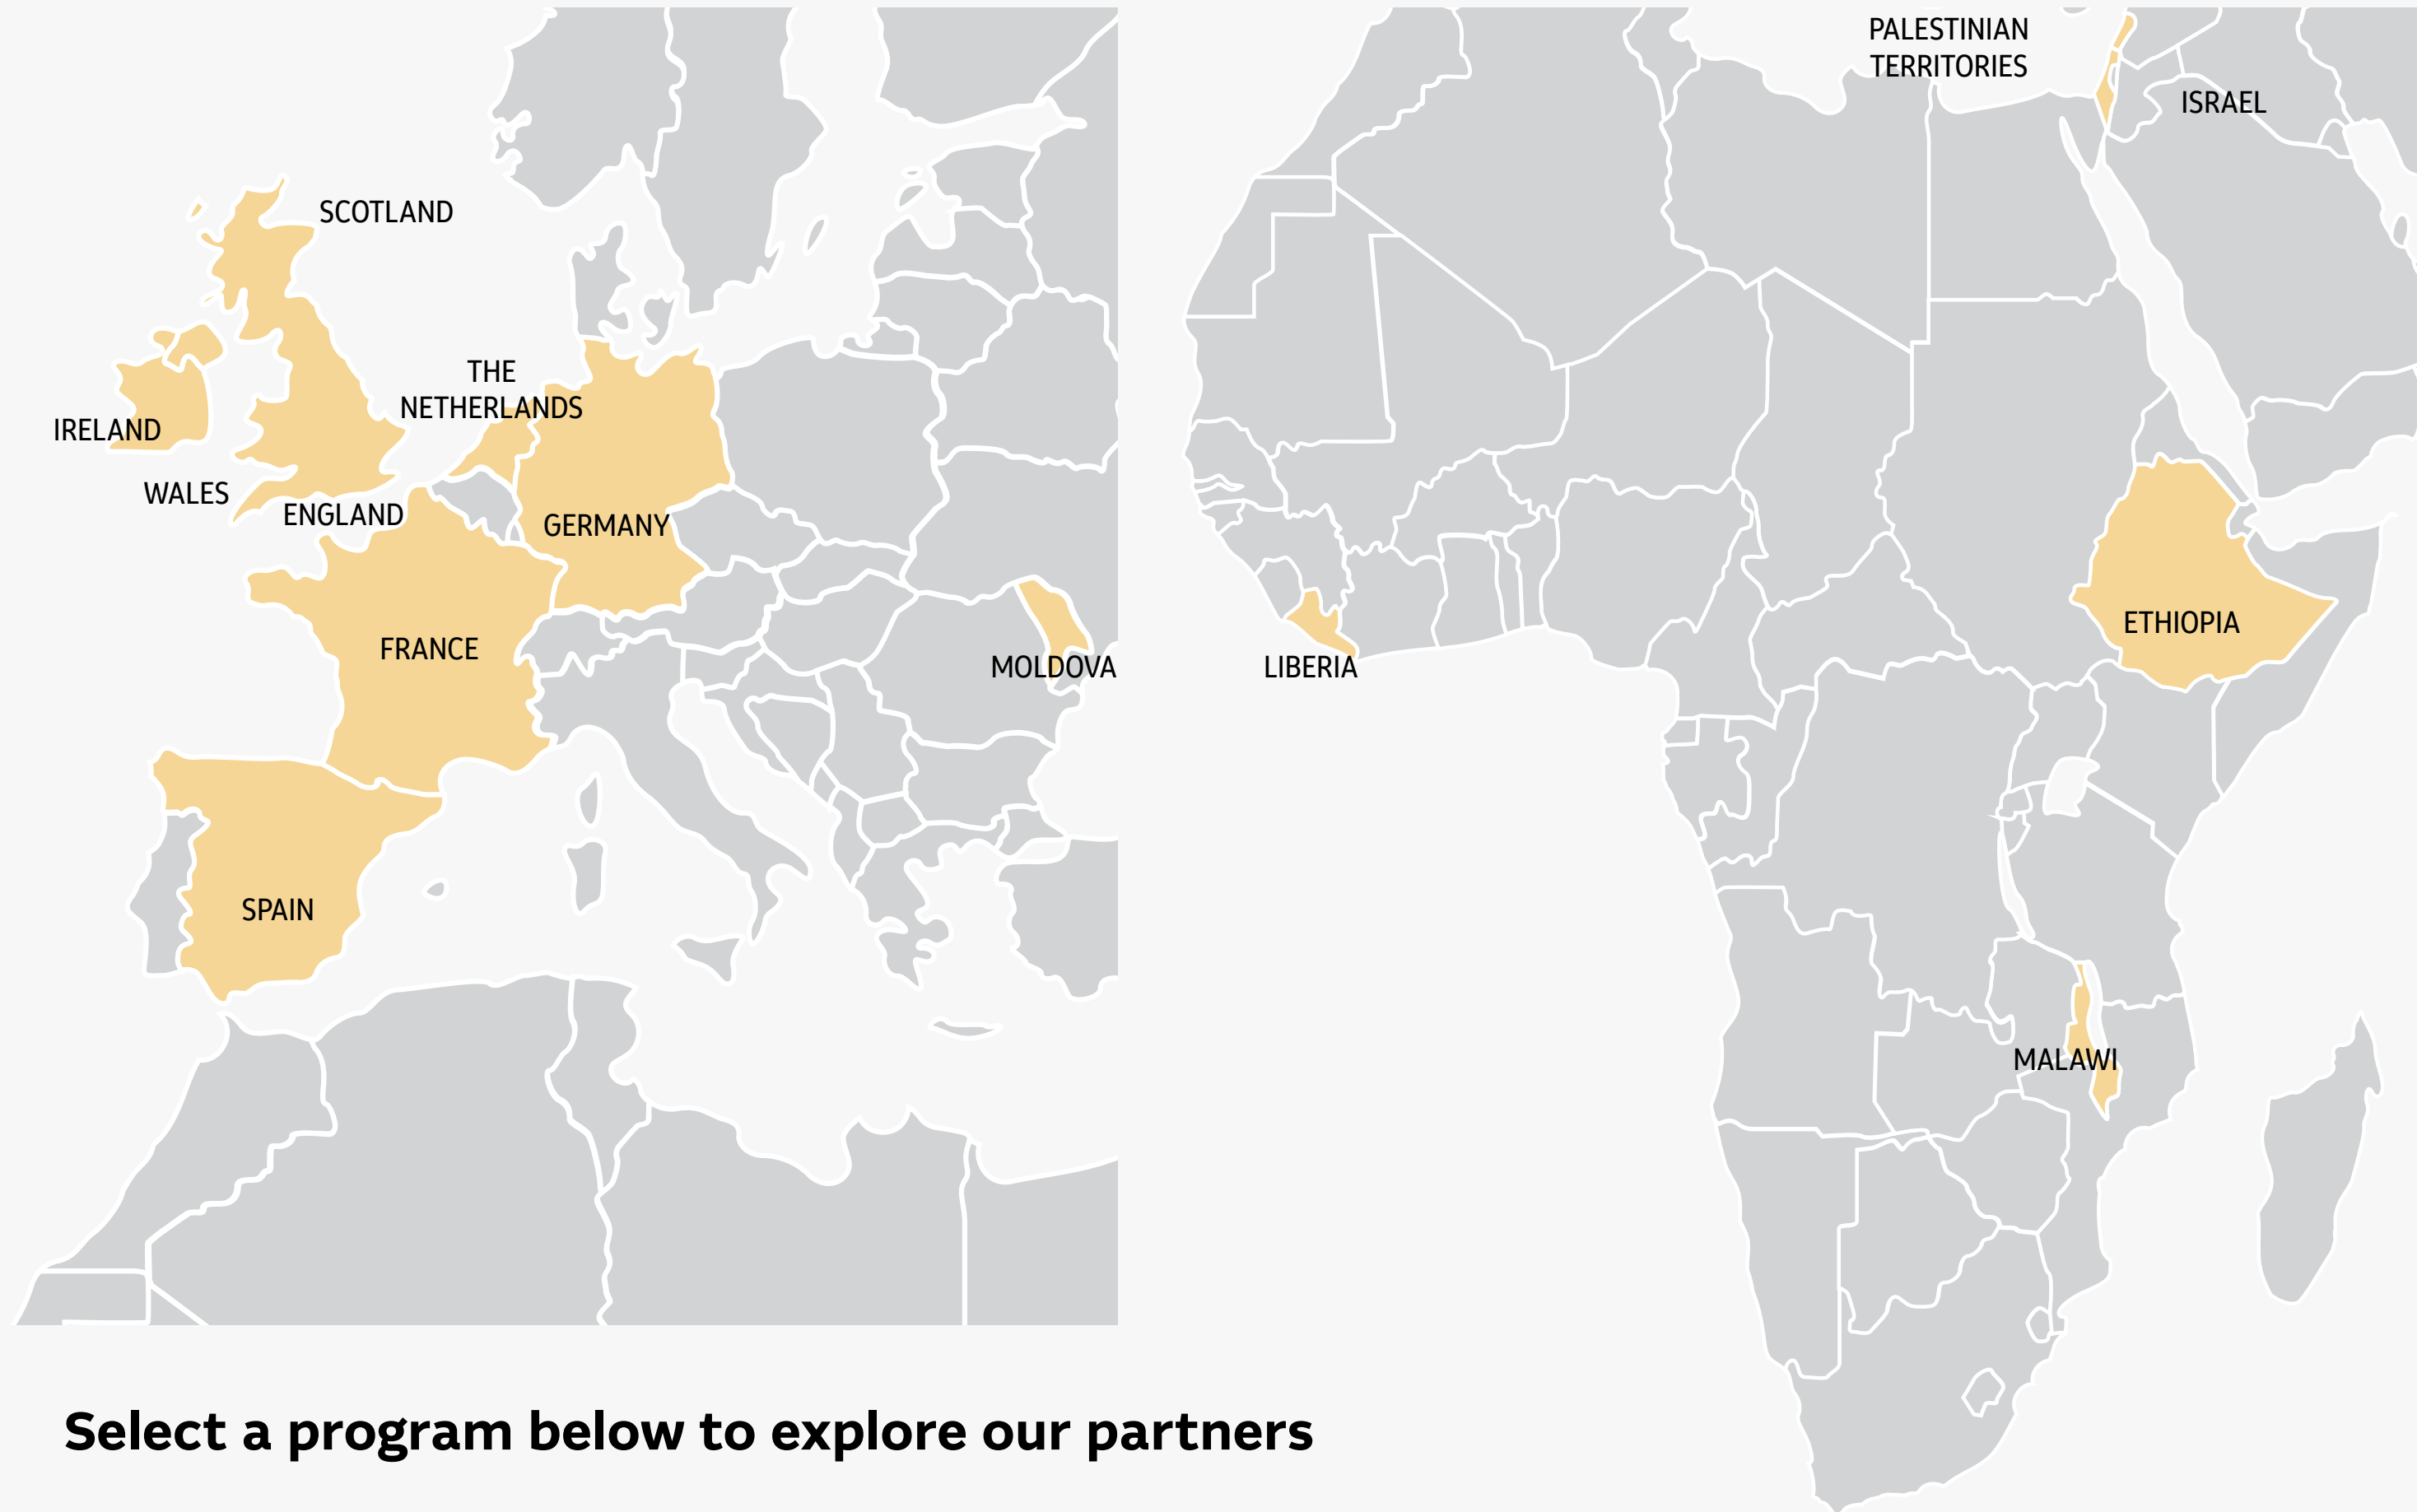 SCOTLAND
THE
NETHERLANDS
IRELAND
WALES
ENGLAND
GERMANY
FRANCE
MOLDOVA
SPAIN
PALESTINIAN
TERRITORIES
ISRAEL
LIBERIA
ETHIOPIA
MALAWI
Select a program below to explore our partners